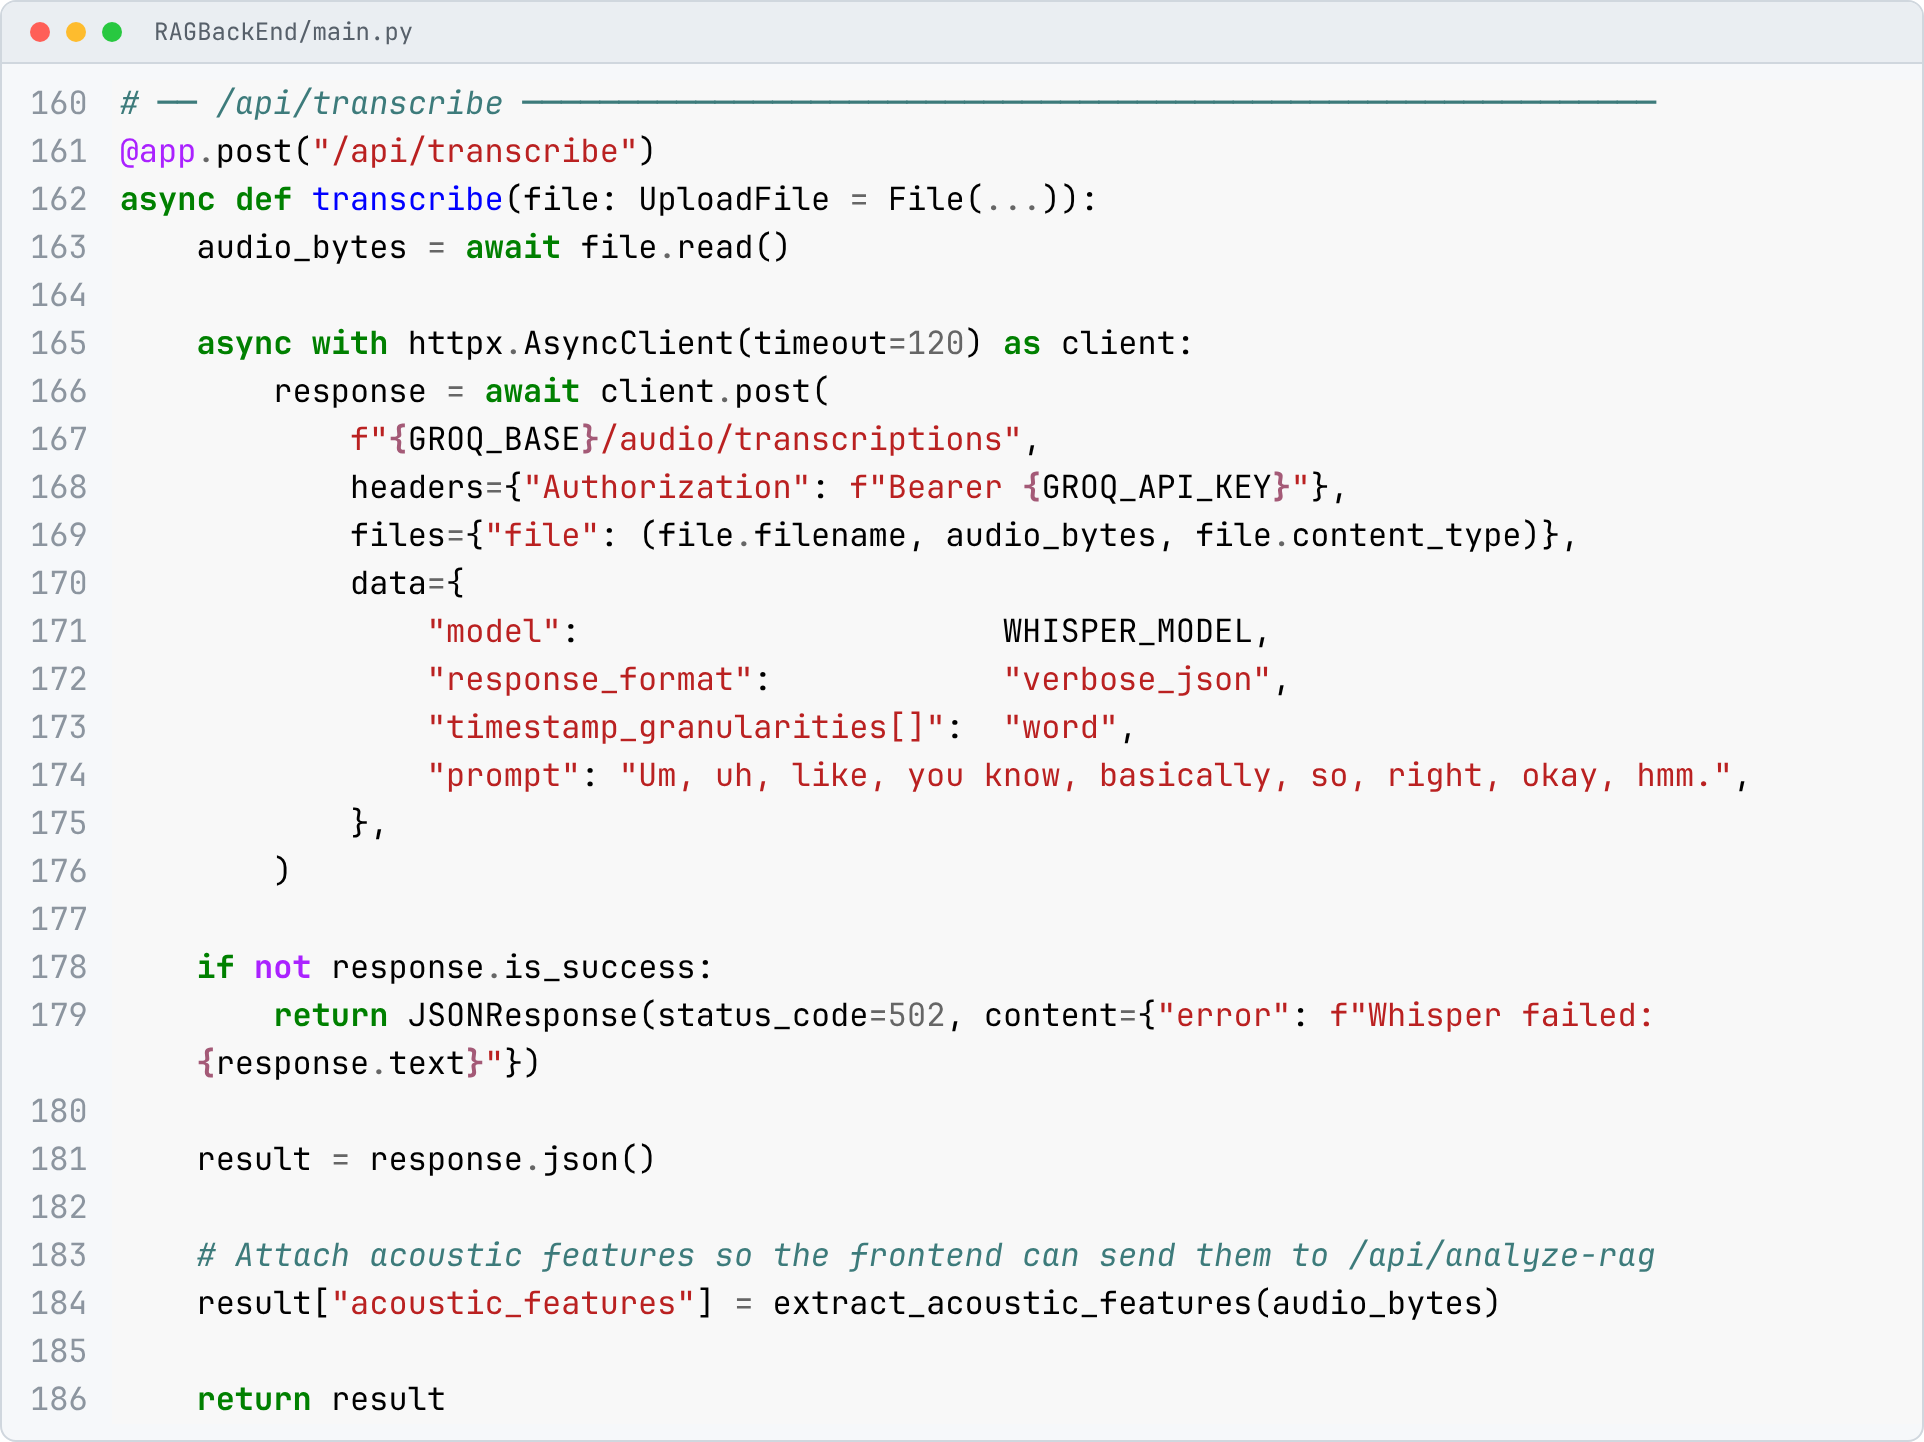 RAGBackEnd/main.py
160 # ── /api/transcribe ───────────────────────────────────────────────────────────
161 @app.post("/api/transcribe")
162 async def transcribe(file: UploadFile = File(...)):
163     audio_bytes = await file.read()
164
165     async with httpx.AsyncClient(timeout=120) as client:
166         response = await client.post(
167             f"{GROQ_BASE}/audio/transcriptions",
168             headers={"Authorization": f"Bearer {GROQ_API_KEY}"},
169             files={"file": (file.filename, audio_bytes, file.content_type)},
170             data={
171                 "model":                      WHISPER_MODEL,
172                 "response_format":            "verbose_json",
173                 "timestamp_granularities[]":  "word",
174                 "prompt": "Um, uh, like, you know, basically, so, right, okay, hmm.",
175             },
176         )
177
178     if not response.is_success:
179         return JSONResponse(status_code=502, content={"error": f"Whisper failed:
    {response.text}"})
180
181     result = response.json()
182
183     # Attach acoustic features so the frontend can send them to /api/analyze-rag
184     result["acoustic_features"] = extract_acoustic_features(audio_bytes)
185
186     return result